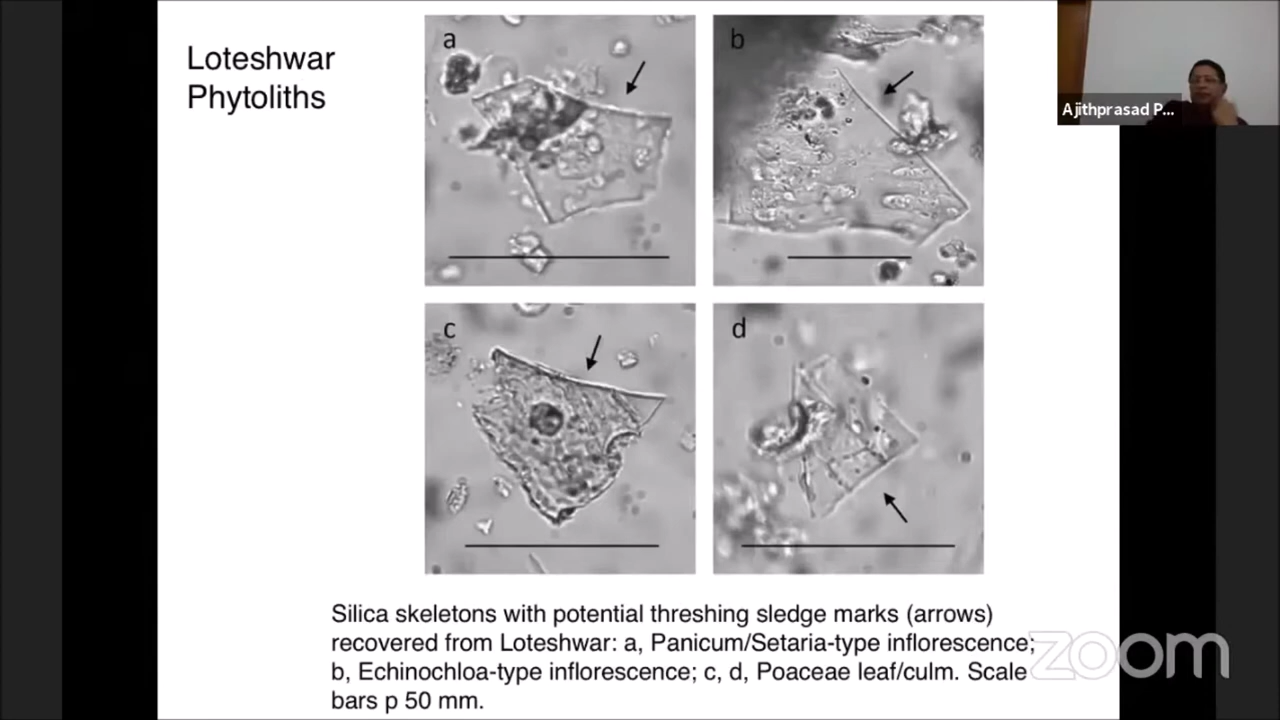 Loteshwar
Phytoliths
a
b
c
d
Ajithprasad P...
Silica skeletons with potential threshing sledge marks (arrows)
recovered from Loteshwar: a, Panicum/Setaria-type inflorescence;
b, Echinochloa-type inflorescence; c, d, Poaceae leaf/culm. Scale
bars p 50 mm.
zoom